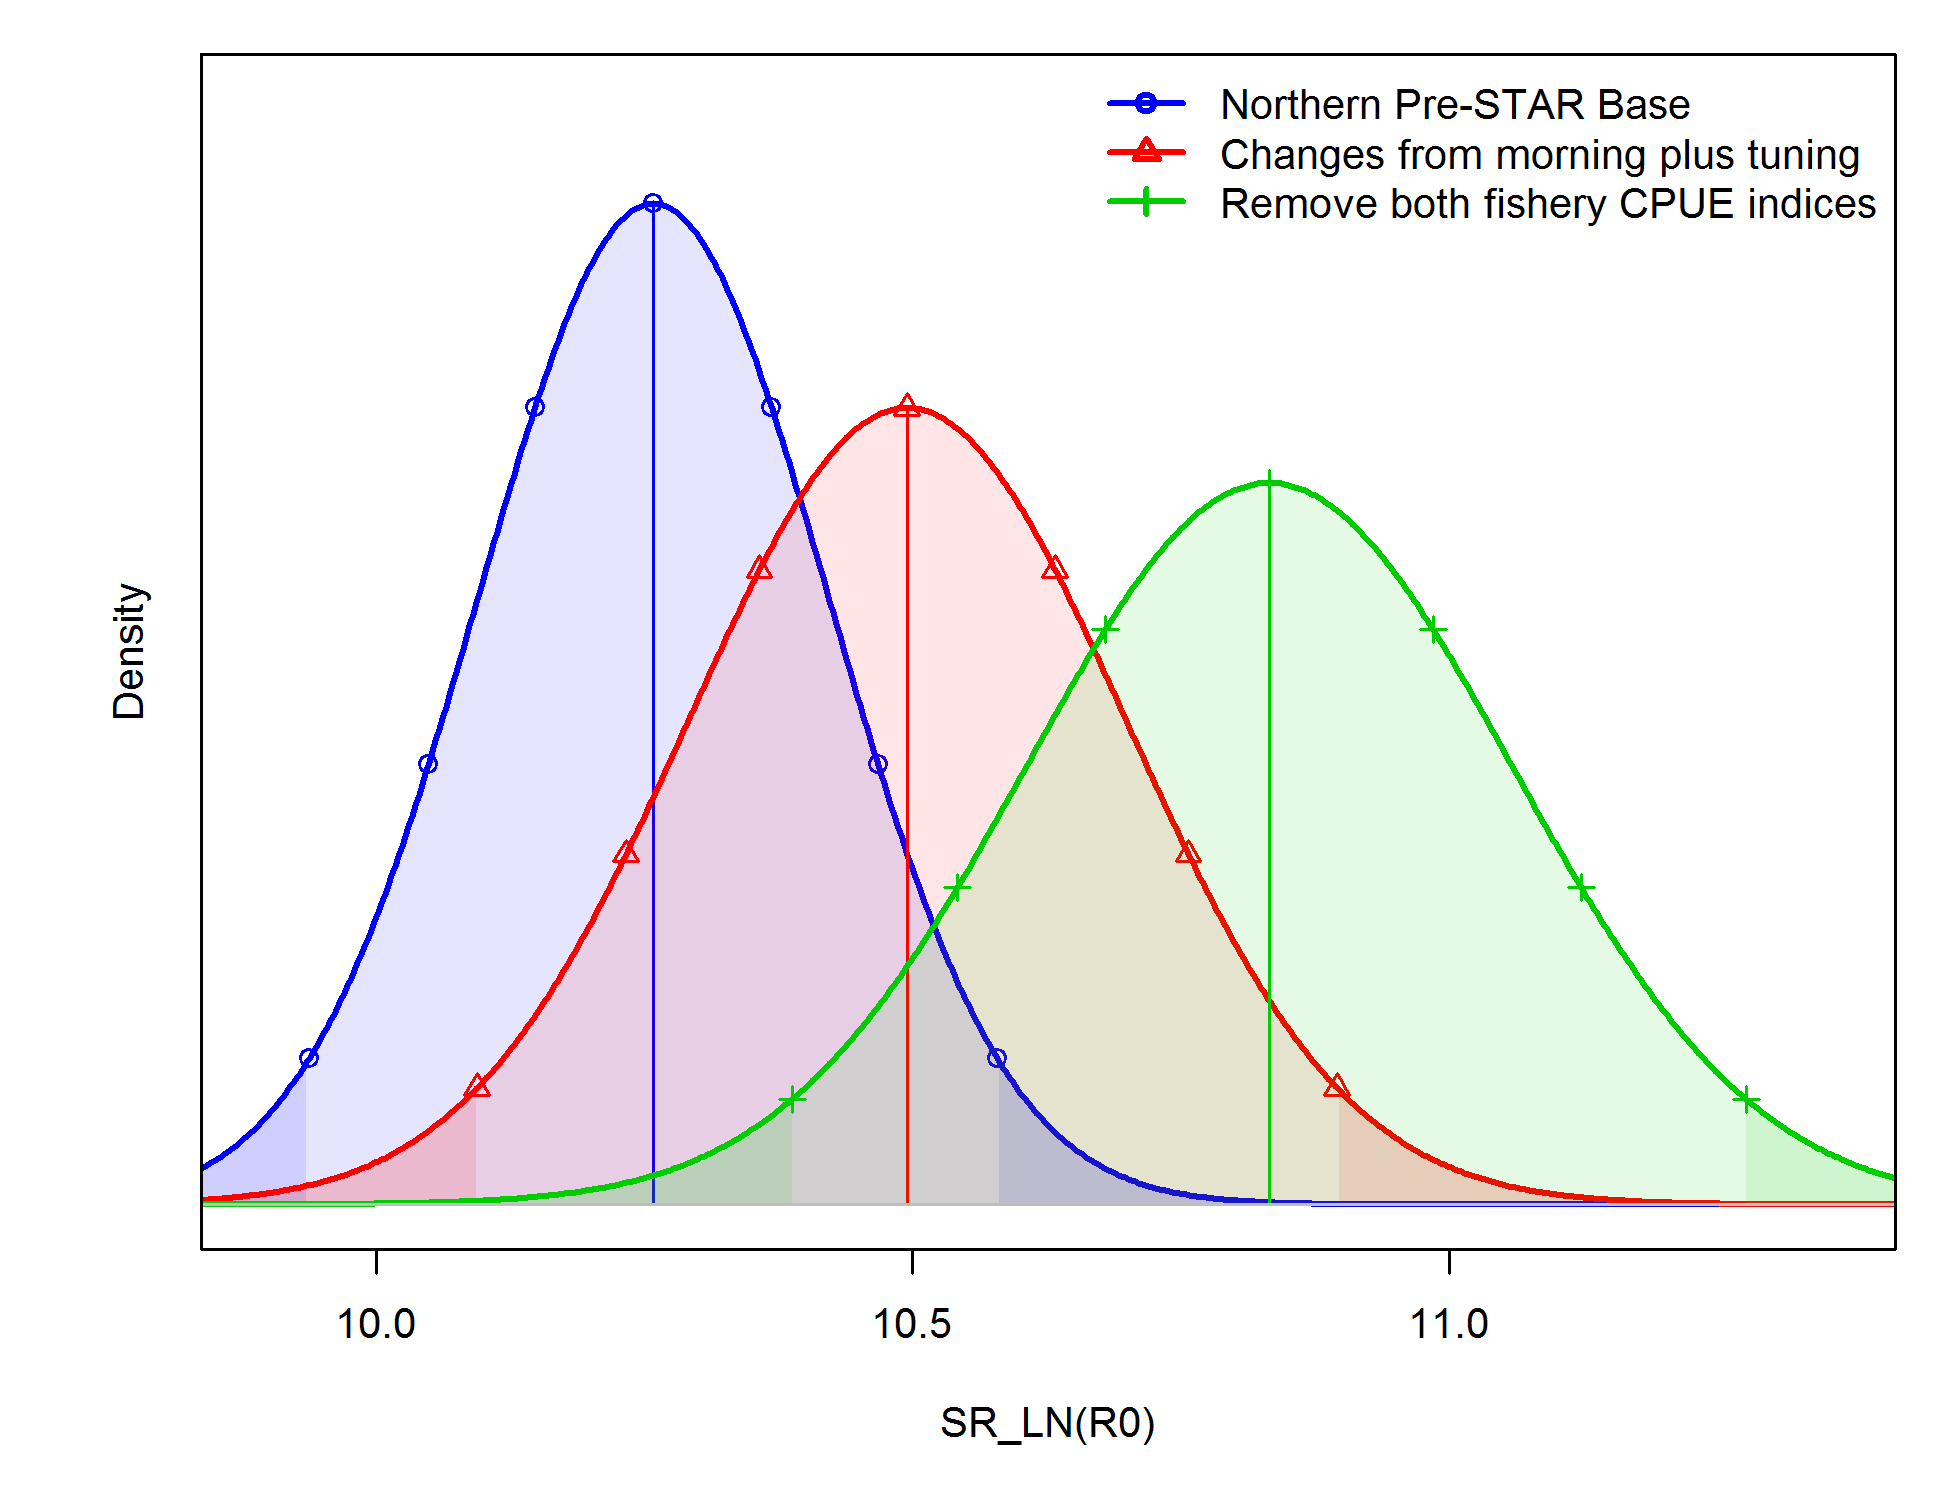 Northern Pre-STAR Base
Changes from morning plus tuning
Remove both fishery CPUE indices
Density
10.0
10.5
11.0
SR_LN(R0)